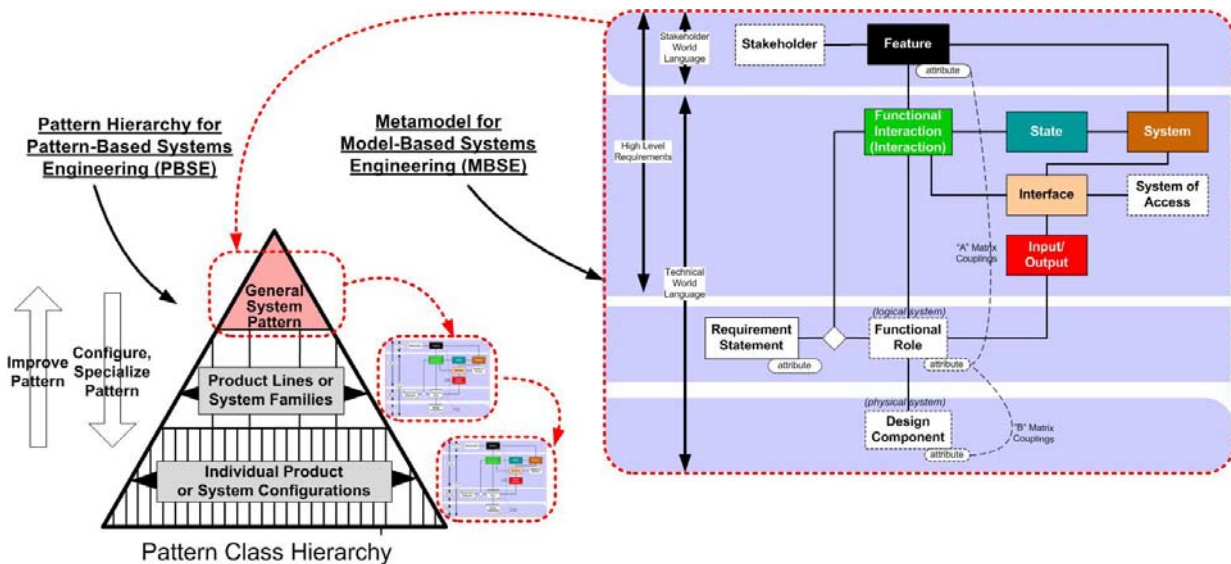 Pattern Hierarchy for
Pattern-Based Systems
Engineering (PBSE)
Metamodel for
Model-Based Systems
Engineering (MBSE)
General
System
Pattern
Improve
Pattern
Configure,
Specialize
Pattern
Product Lines or
System Families
Individual Product
or System Configurations
Pattern Class Hierarchy
Stakeholder
World
Language
High Level
Requirements
Technical
World
Language
Stakeholder
Feature
attribute
Functional
Interaction
(Interaction)
State
System
Interface
System of
Access
"A" Matrix
Couplings
Input/
Output
(logical system)
Requirement
Statement
attribute
Functional
Role
attribute
(physical system)
Design
Component
attribute
"B" Matrix
Couplings